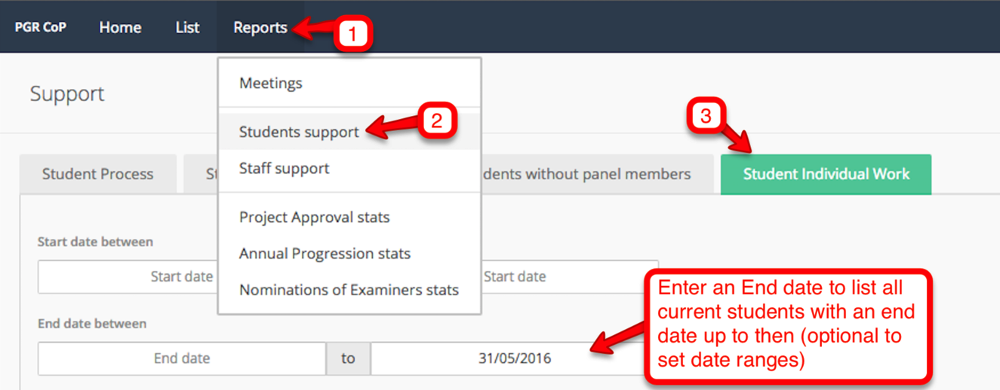 PGR CoP Home List Reports 1
Meetings
Support
Students support 2
3
Staff support
Student Process
dents without panel members
Student Individual Work
Project Approval stats
Start date between
Annual Progression stats
Start date
Start date
Nominations of Examiners stats
Enter an End date to list all
current students with an end
date up to then (optional to
set date ranges)
End date between
End date to 31/05/2016